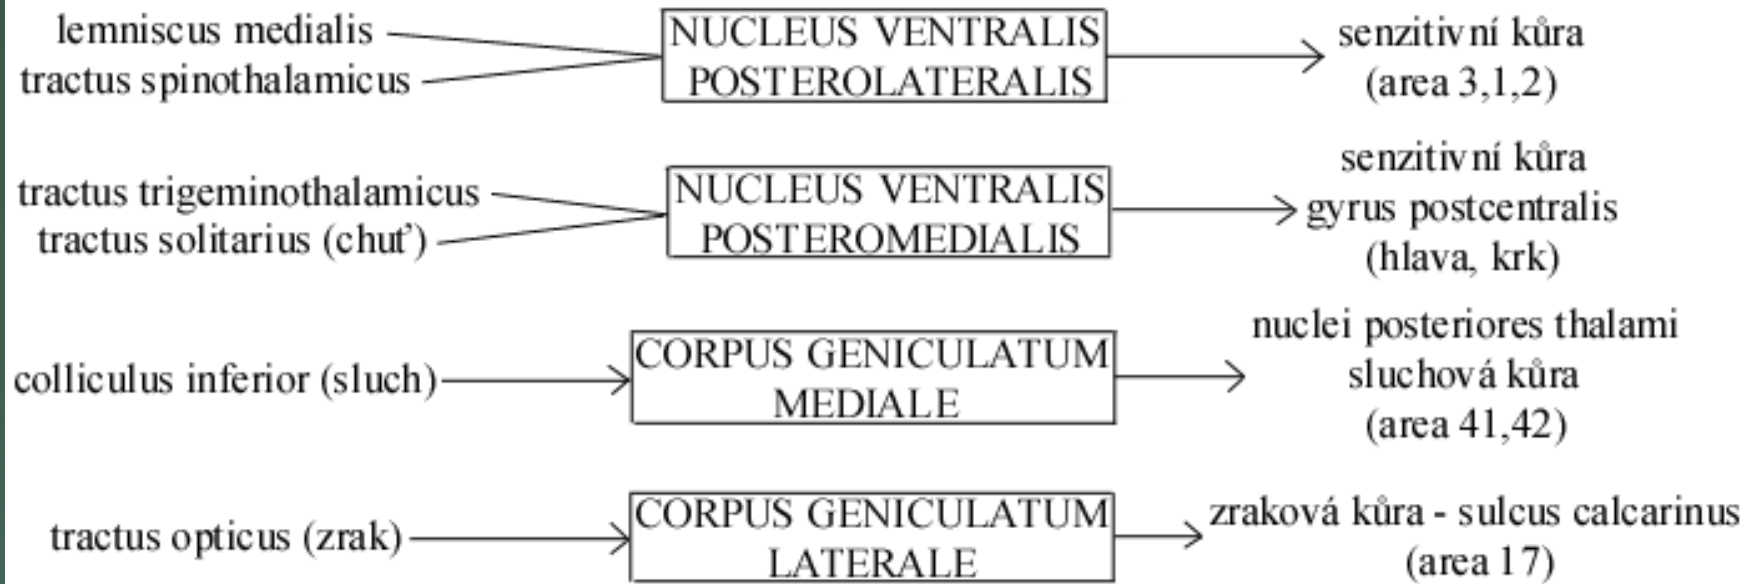 lemniscus medialis
tractus spinothalamicus
NUCLEUS VENTRALIS
POSTEROLATERALIS
senzitivní kůra
(area 3,1,2)
tractus trigeminothalamicus
tractus solitarius (chuť)
NUCLEUS VENTRALIS
POSTEROMEDIALIS
senzitivní kůra
gyrus postcentralis
(hlava, krk)
colliculus inferior (sluch)
CORPUS GENICULATUM
MEDIALE
nuclei posteriores thalami
sluchová kůra
(area 41,42)
tractus opticus (zrak)
CORPUS GENICULATUM
LATERALE
zraková kůra - sulcus calcarinus
(area 17)